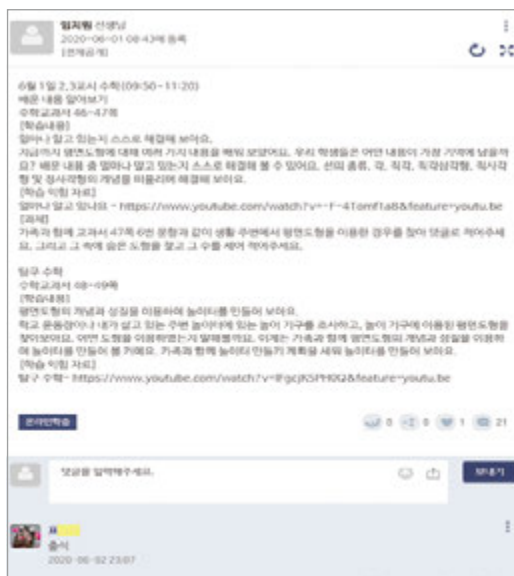 임지원 선생님
2020-06-01 08:43에 등록
[전체공개]
6월 1일 2,3교시 수학(09:50~11:20)
배운 내용 알아보기
수학교과서 46~47쪽
[학습내용]
얼마나 알고 있는지 스스로 해결해 보아요.
지금까지 평면도형에 대해 여러 가지 내용을 배워 보았어요. 우리 학생들은 어떤 내용이 가장 기억에 남을까
요? 배운 내용 중 얼마나 알고 있는지 스스로 해결해 볼 수 있어요. 선의 종류, 각, 직각, 직각삼각형, 직사각
형 및 정사각형의 개념을 떠올리며 해결해 보아요.
[학습 익힘 자료]
얼마나 알고 있나요 - https://www.youtube.com/watch?v=-F-41omf1a8&feature=youtu.be
[과제]
가족과 함께 교과서 47쪽 6번 문항과 같이 생활 주변에서 평면도형을 이용한 경우를 찾아 댓글로 적어주세
요. 그리고 그 속에 숨은 도형을 찾고 그 수를 세어 적어주세요.
탐구 수학
수학교과서 48~49쪽
[학습내용]
평면도형의 개념과 성질을 이용하여 놀이터를 만들어 보아요.
학교 운동장이나 내가 살고 있는 주변 놀이터에 있는 놀이 기구를 조사하고, 놀이 기구에 이용된 평면도형을
찾아보아요. 어떤 도형을 이용하였는지 말해볼까요. 이제는 가족과 함께 평면도형의 개념과 성질을 이용하
여 놀이터를 만들어 볼 거예요. 가족과 함께 놀이터 만들기 계획을 세워 놀이터를 만들어 보아요.
[학습 익힘 자료]
탐구 수학- https://www.youtube.com/watch?v=lFgcjKSPH0Q&feature=youtu.be
온라인학습
0 0 1 21
댓글을 입력해주세요.
보내기
출석
2020-06-02 23:07